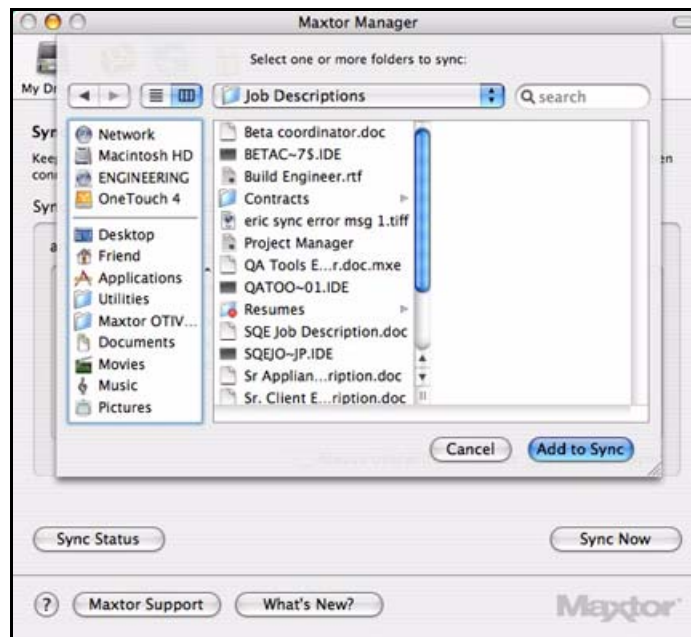 Maxtor Manager
Select one or more folders to sync:
My Dr
Job Descriptions
search
Syn
Kee
con
en
Syn
a
Network
Macintosh HD
ENGINEERING
OneTouch 4
Desktop
Friend
Applications
Utilities
Maxtor OTIV...
Documents
Movies
Music
Pictures
Beta coordinator.doc
BETAC~7$.IDE
Build Engineer.rtf
Contracts
eric sync error msg 1.tiff
Project Manager
QA Tools E...r.doc.mxe
QATOO~01.IDE
Resumes
SQE Job Description.doc
SQEJO~JP.IDE
Sr Applian...ription.doc
Sr. Client E...ription.doc
Cancel
Add to Sync
Sync Status
Sync Now
?
Maxtor Support
What's New?
Maxtor